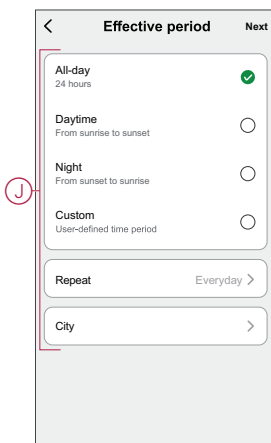 Effective period Next
All-day
24 hours
Daytime
From sunrise to sunset
Night
From sunset to sunrise
J
Custom
User-defined time period
Repeat Everyday
City